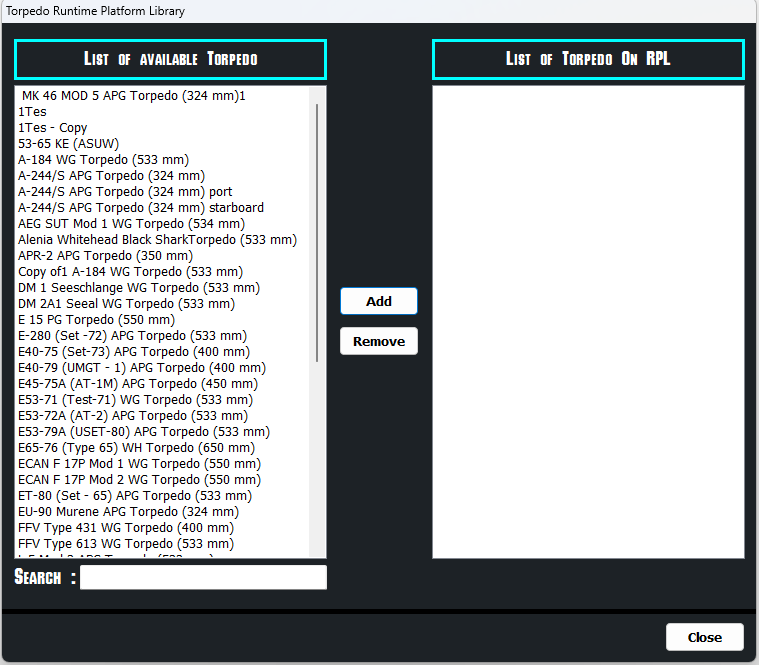 Torpedo Runtime Platform Library
List of available Torpedo
List of Torpedo On RPL
MK 46 MOD 5 APG Torpedo (324 mm)1
1Tes
1Tes - Copy
53-65 KE (ASUW)
A-184 WG Torpedo (533 mm)
A-244/S APG Torpedo (324 mm)
A-244/S APG Torpedo (324 mm) port
A-244/S APG Torpedo (324 mm) starboard
AEG SUT Mod 1 WG Torpedo (534 mm)
Alenia Whitehead Black SharkTorpedo (533 mm)
APR-2 APG Torpedo (350 mm)
Copy of1 A-184 WG Torpedo (533 mm)
DM 1 Seeschlange WG Torpedo (533 mm)
DM 2A1 Seeal WG Torpedo (533 mm)
E 15 PG Torpedo (550 mm)
E-280 (Set -72) APG Torpedo (533 mm)
E40-75 (Set-73) APG Torpedo (400 mm)
E40-79 (UMGT - 1) APG Torpedo (400 mm)
E45-75A (AT-1M) APG Torpedo (450 mm)
E53-71 (Test-71) WG Torpedo (533 mm)
E53-72A (AT-2) APG Torpedo (533 mm)
E53-79A (USET-80) APG Torpedo (533 mm)
E65-76 (Type 65) WH Torpedo (650 mm)
ECAN F 17P Mod 1 WG Torpedo (550 mm)
ECAN F 17P Mod 2 WG Torpedo (550 mm)
ET-80 (Set - 65) APG Torpedo (533 mm)
EU-90 Murene APG Torpedo (324 mm)
FFV Type 431 WG Torpedo (400 mm)
FFV Type 613 WG Torpedo (533 mm)
Add
Remove
Search :
Close